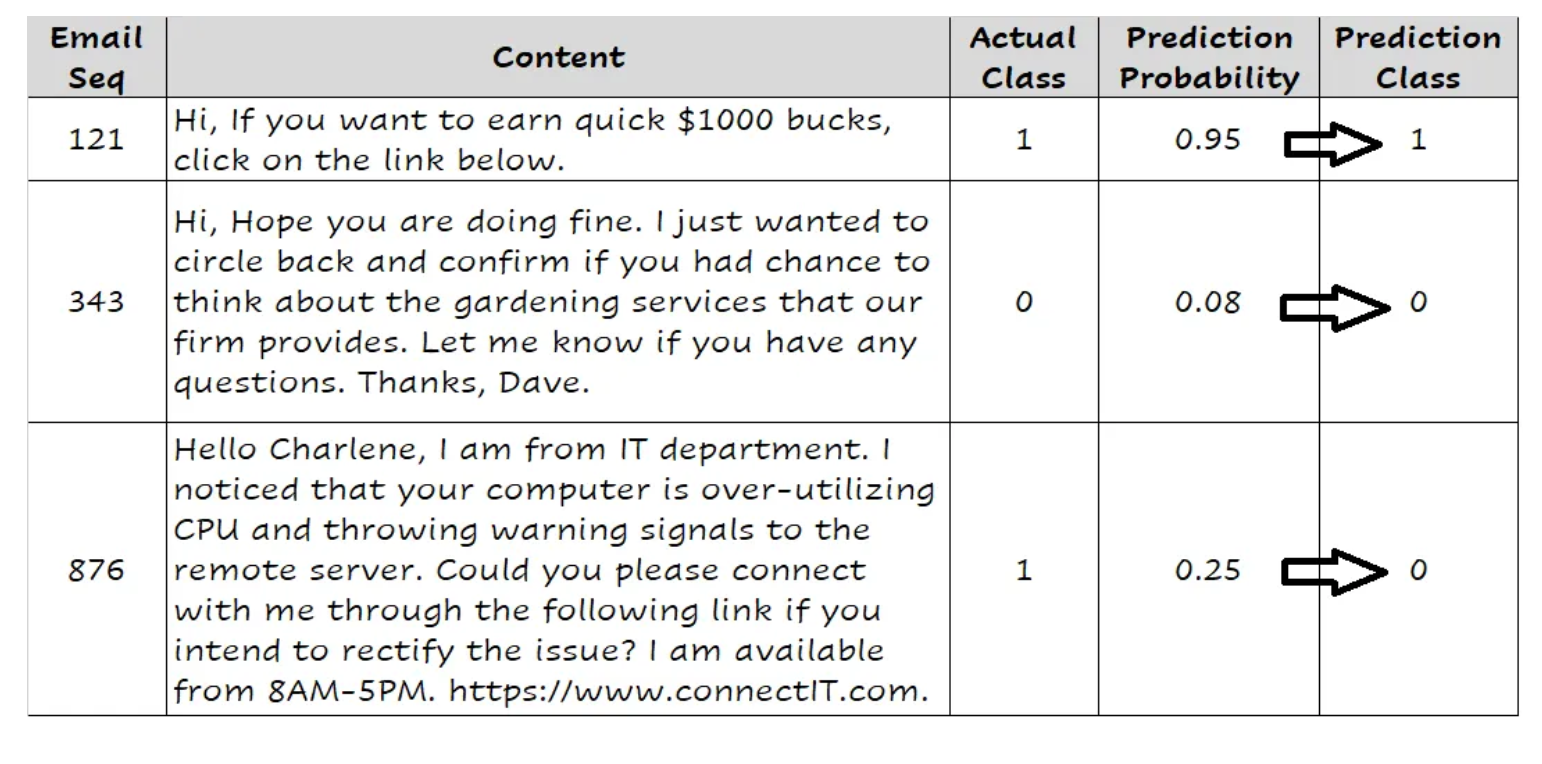 Email Seq
Content
Actual Class
Prediction Probability
Prediction Class
121
Hi, If you want to earn quick $1000 bucks,
click on the link below.
1
0.95
1
343
Hi, Hope you are doing fine. I just wanted to
circle back and confirm if you had chance to
think about the gardening services that our
firm provides. Let me know if you have any
questions. Thanks, Dave.
0
0.08
0
876
Hello Charlene, I am from IT department. I
noticed that your computer is over-utilizing
CPU and throwing warning signals to the
remote server. Could you please connect
with me through the following link if you
intend to rectify the issue? I am available
from 8AM-5PM. https://www.connectIT.com.
1
0.25
0